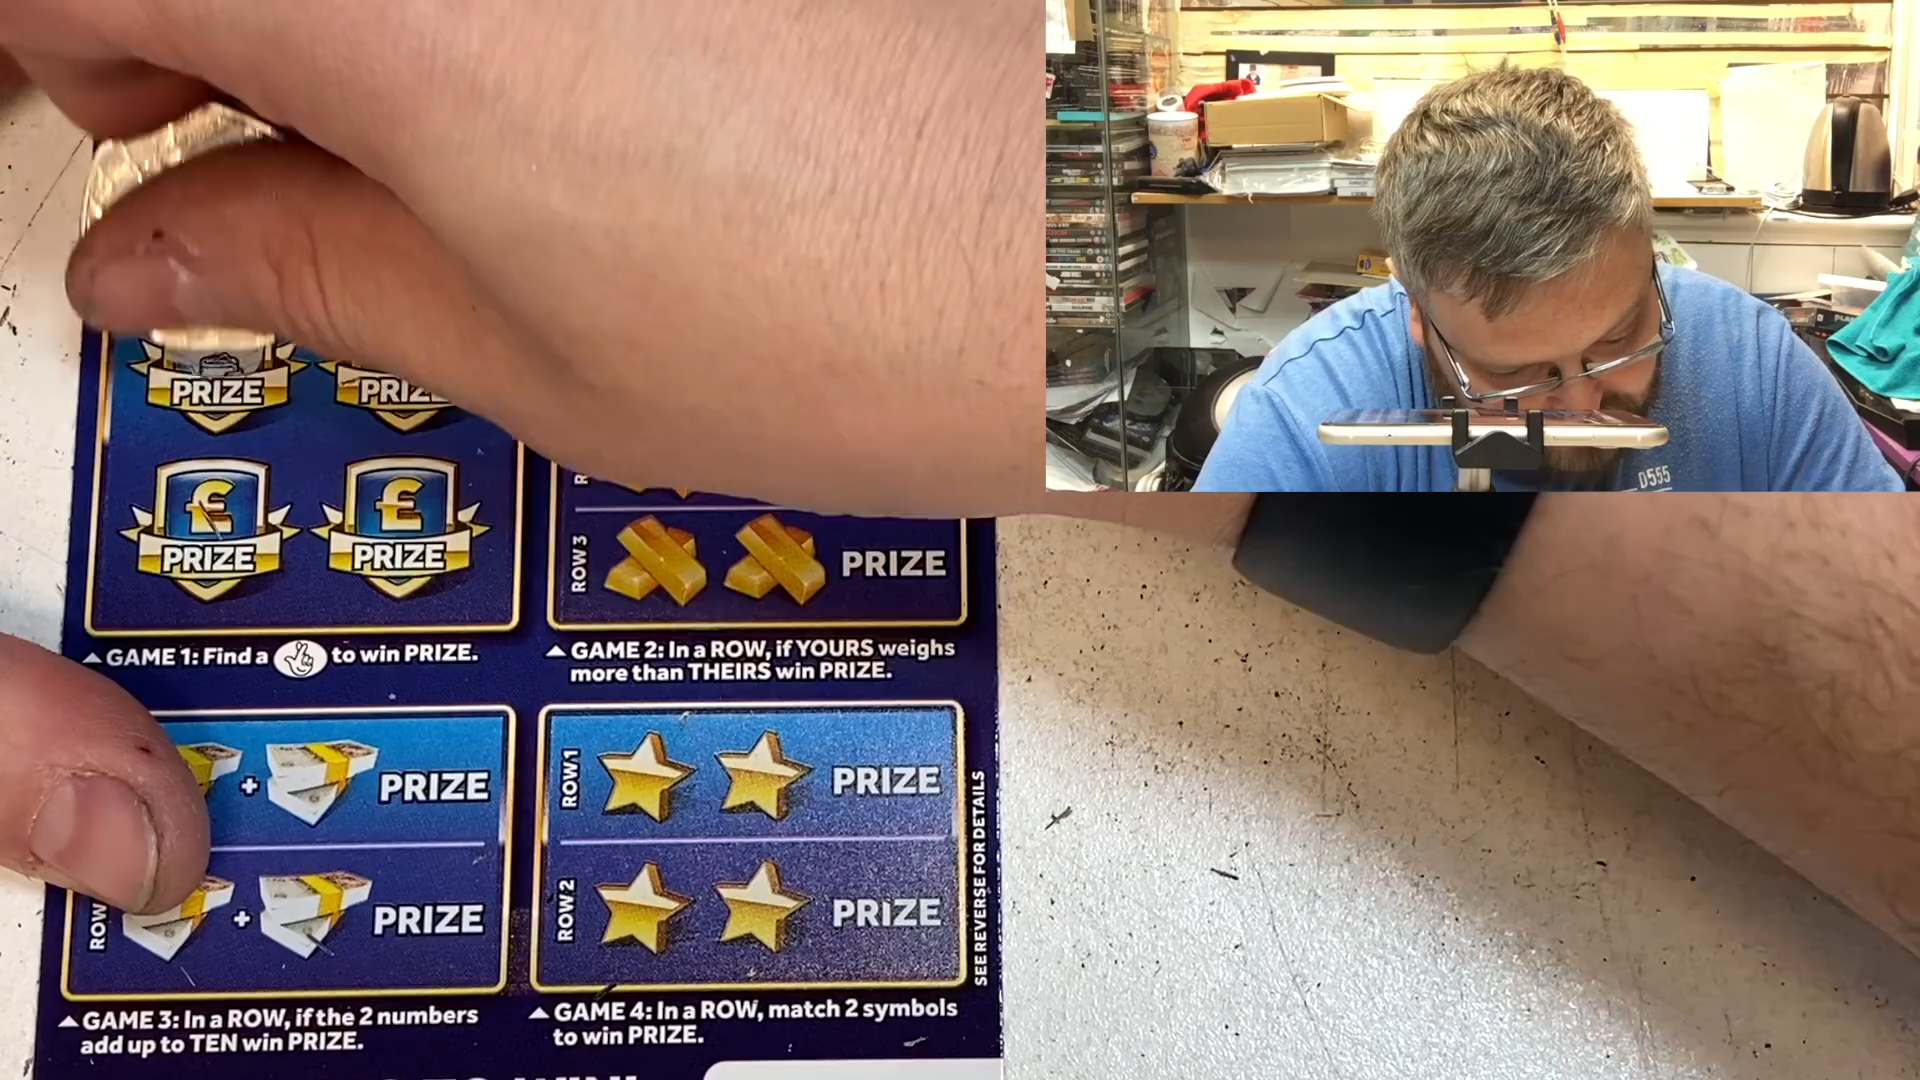 PRIZE PRIZE
£ £
PRIZE PRIZE
ROW 3 PRIZE
▲ GAME 1: Find a to win PRIZE.
▲ GAME 2: In a ROW, if YOURS weighs
more than THEIRS win PRIZE.
+ PRIZE
ROW + PRIZE
▲ GAME 3: In a ROW, if the 2 numbers
add up to TEN win PRIZE.
ROW 1 PRIZE
ROW 2 PRIZE
▲ GAME 4: In a ROW, match 2 symbols
to win PRIZE.
SEE REVERSE FOR DETAILS
D555